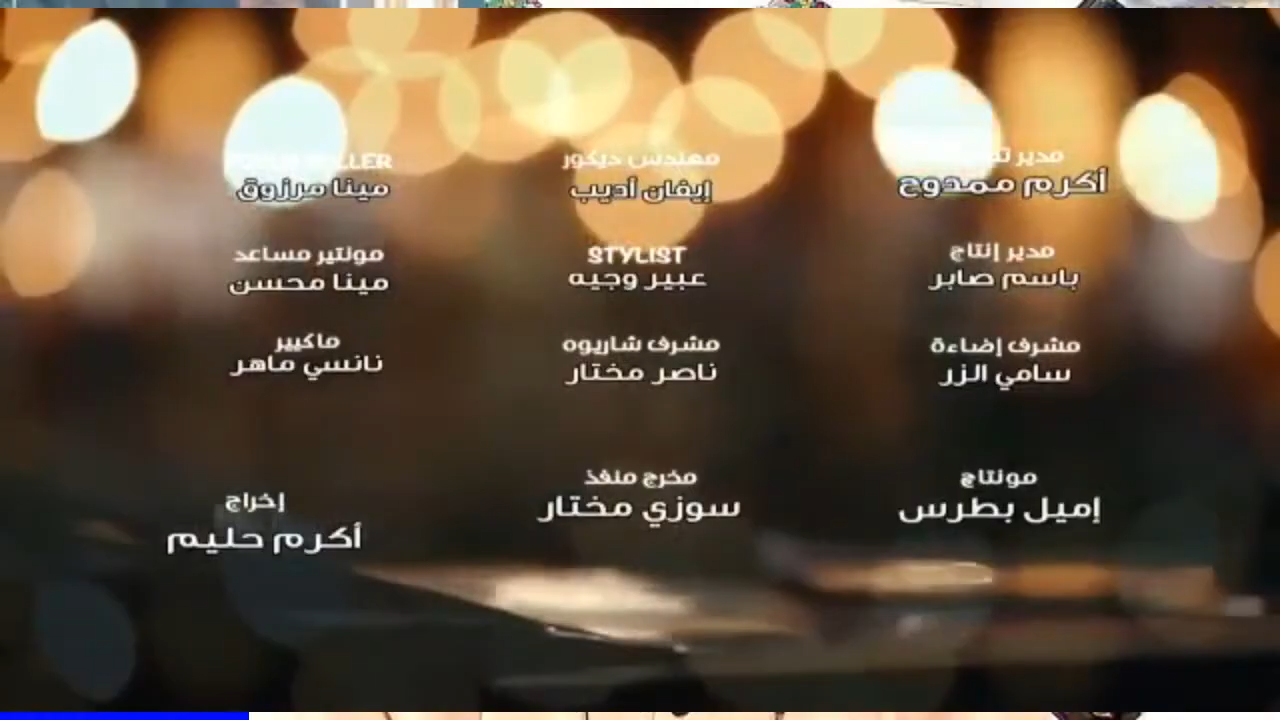 مدير
أكرم ممدوح
مدير إنتاج
باسم صابر
مشرف إضاءة
سامي الزر
مونتاج
إميل بطرس
مهندس ديكور
إيفان أديب
STYLIST
عبير وجيه
مشرف شاريوه
ناصر مختار
مخرج منفذ
سوزي مختار
مينا مرزوق
مونتير مساعد
مينا محسن
ماكيير
نانسي ماهر
إخراج
أكرم حليم